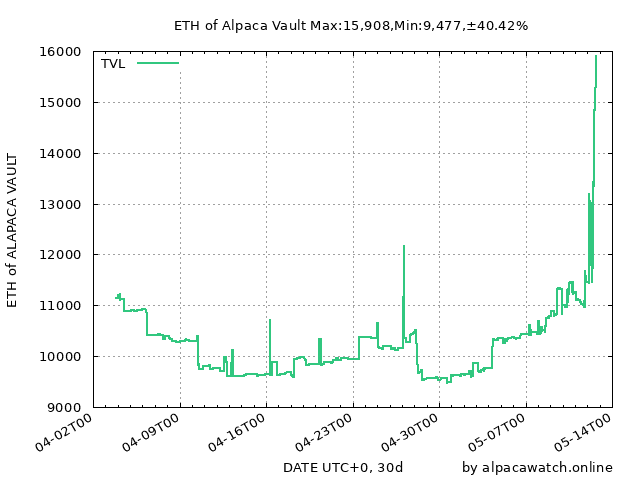 ETH of Alpaca Vault Max:15,908,Min:9,477,±40.42%
TVL
16000
15000
14000
13000
12000
11000
10000
9000
ETH of ALAPACA VAULT
04-02T00
04-09T00
04-16T00
04-23T00
04-30T00
05-07T00
05-14T00
DATE UTC+0, 30d
by alpacawatch.online